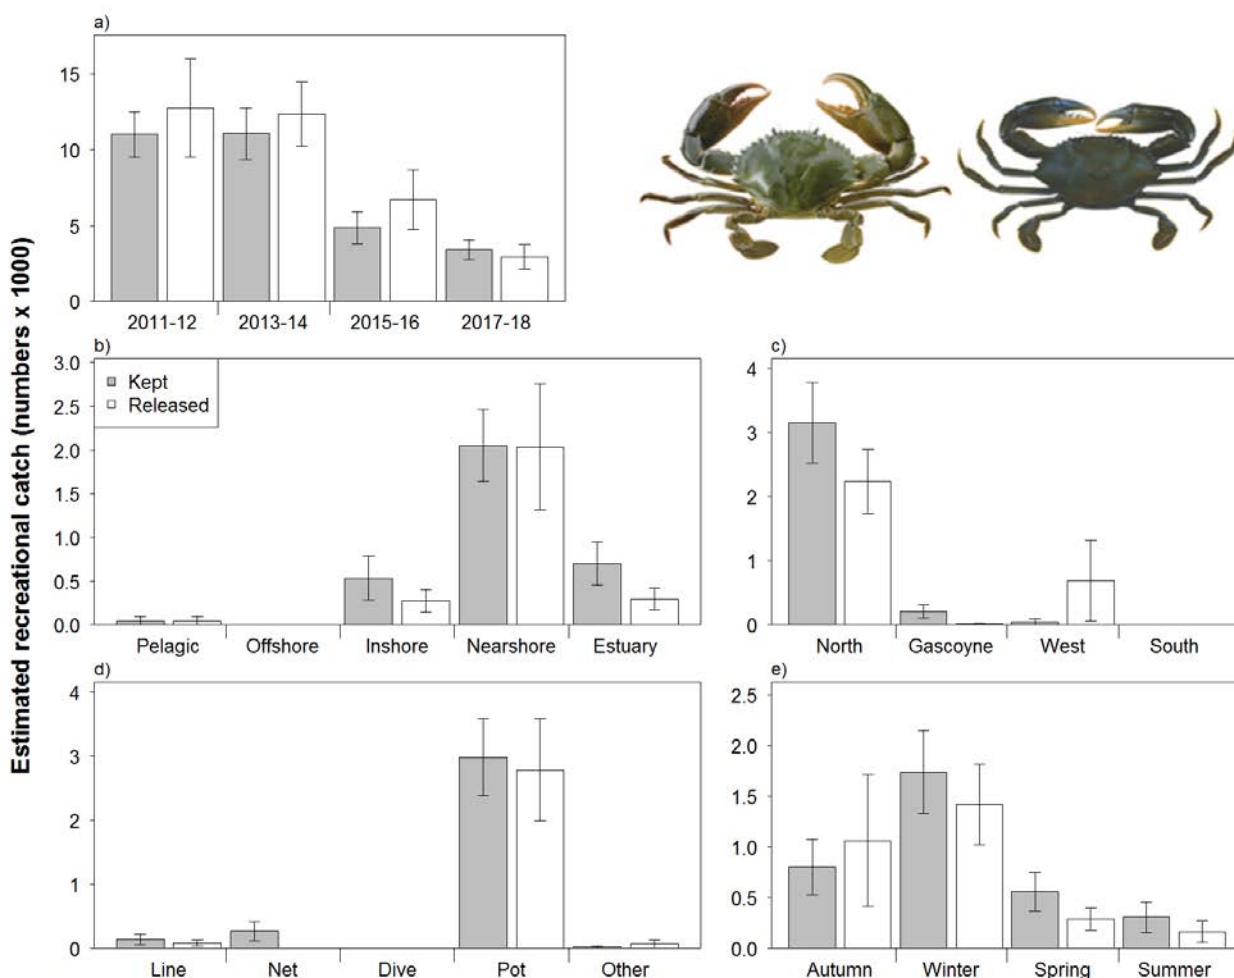 a)
15
10
5
0
2011-12 2013-14 2015-16 2017-18
Estimated recreational catch (numbers x 1000)
b)
3.0
2.5
2.0
1.5
1.0
0.5
0.0
Kept
Released
Pelagic Offshore Inshore Nearshore Estuary
c)
4
3
2
1
0
North Gascoyne West South
d)
4
3
2
1
0
Line Net Dive Pot Other
e)
2.5
2.0
1.5
1.0
0.5
0.0
Autumn Winter Spring Summer